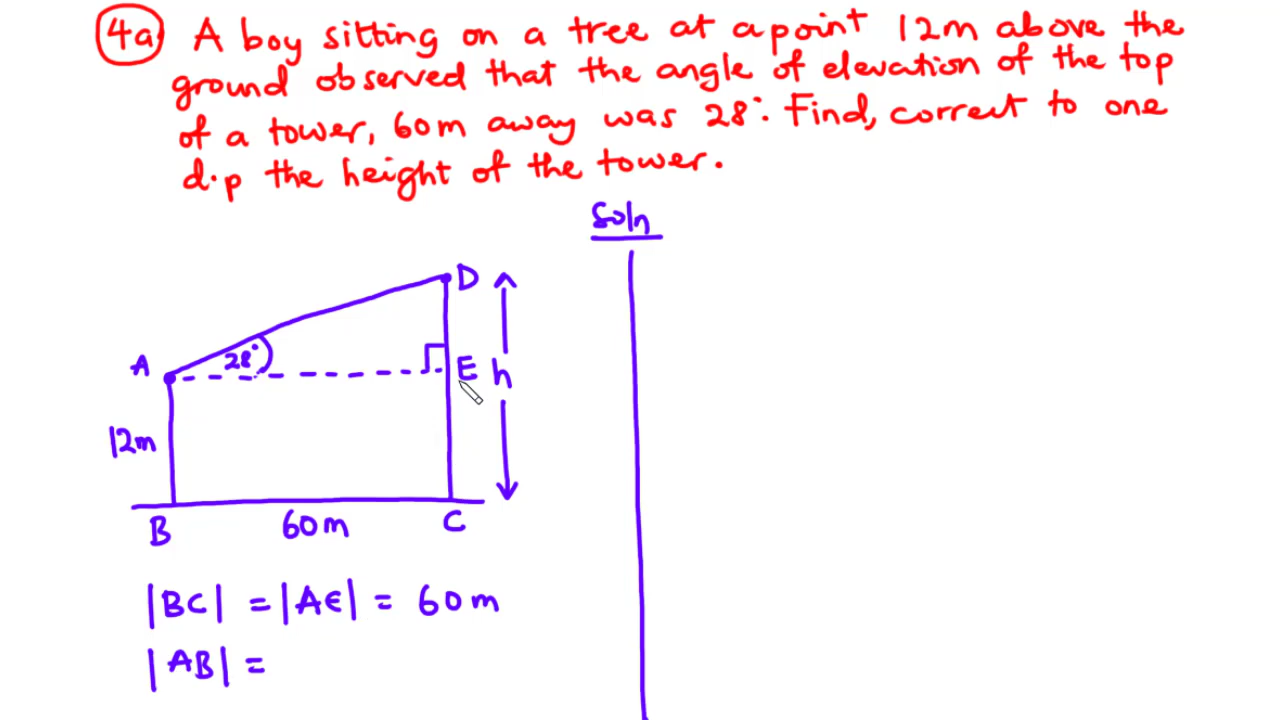 4a A boy sitting on a tree at a point 12m above the
ground observed that the angle of elevation of the top
of a tower, 60m away was 28°. Find, correct to one
d.p the height of the tower.
Soln
D
A
28°
E
h
12m
B
60m
C
|BC| = |AE| = 60m
|AB| =